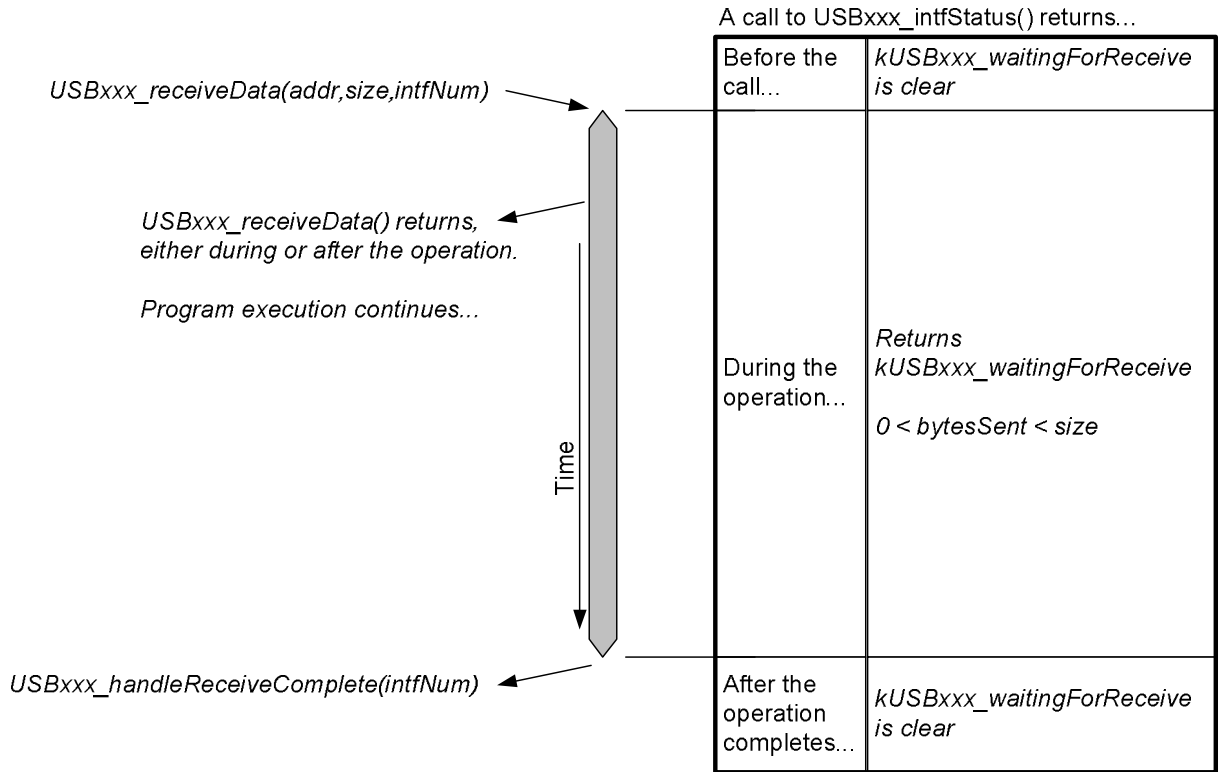 A call to USBxxx_intfStatus() returns...
Before the
call...
kUSBxxx_waitingForReceive
is clear
USBxxx_receiveData(addr,size,intfNum)
USBxxx_receiveData() returns,
either during or after the operation.
Program execution continues...
Time
During the
operation...
Returns
kUSBxxx_waitingForReceive
0 < bytesSent < size
USBxxx_handleReceiveComplete(intfNum)
After the
operation
completes...
kUSBxxx_waitingForReceive
is clear